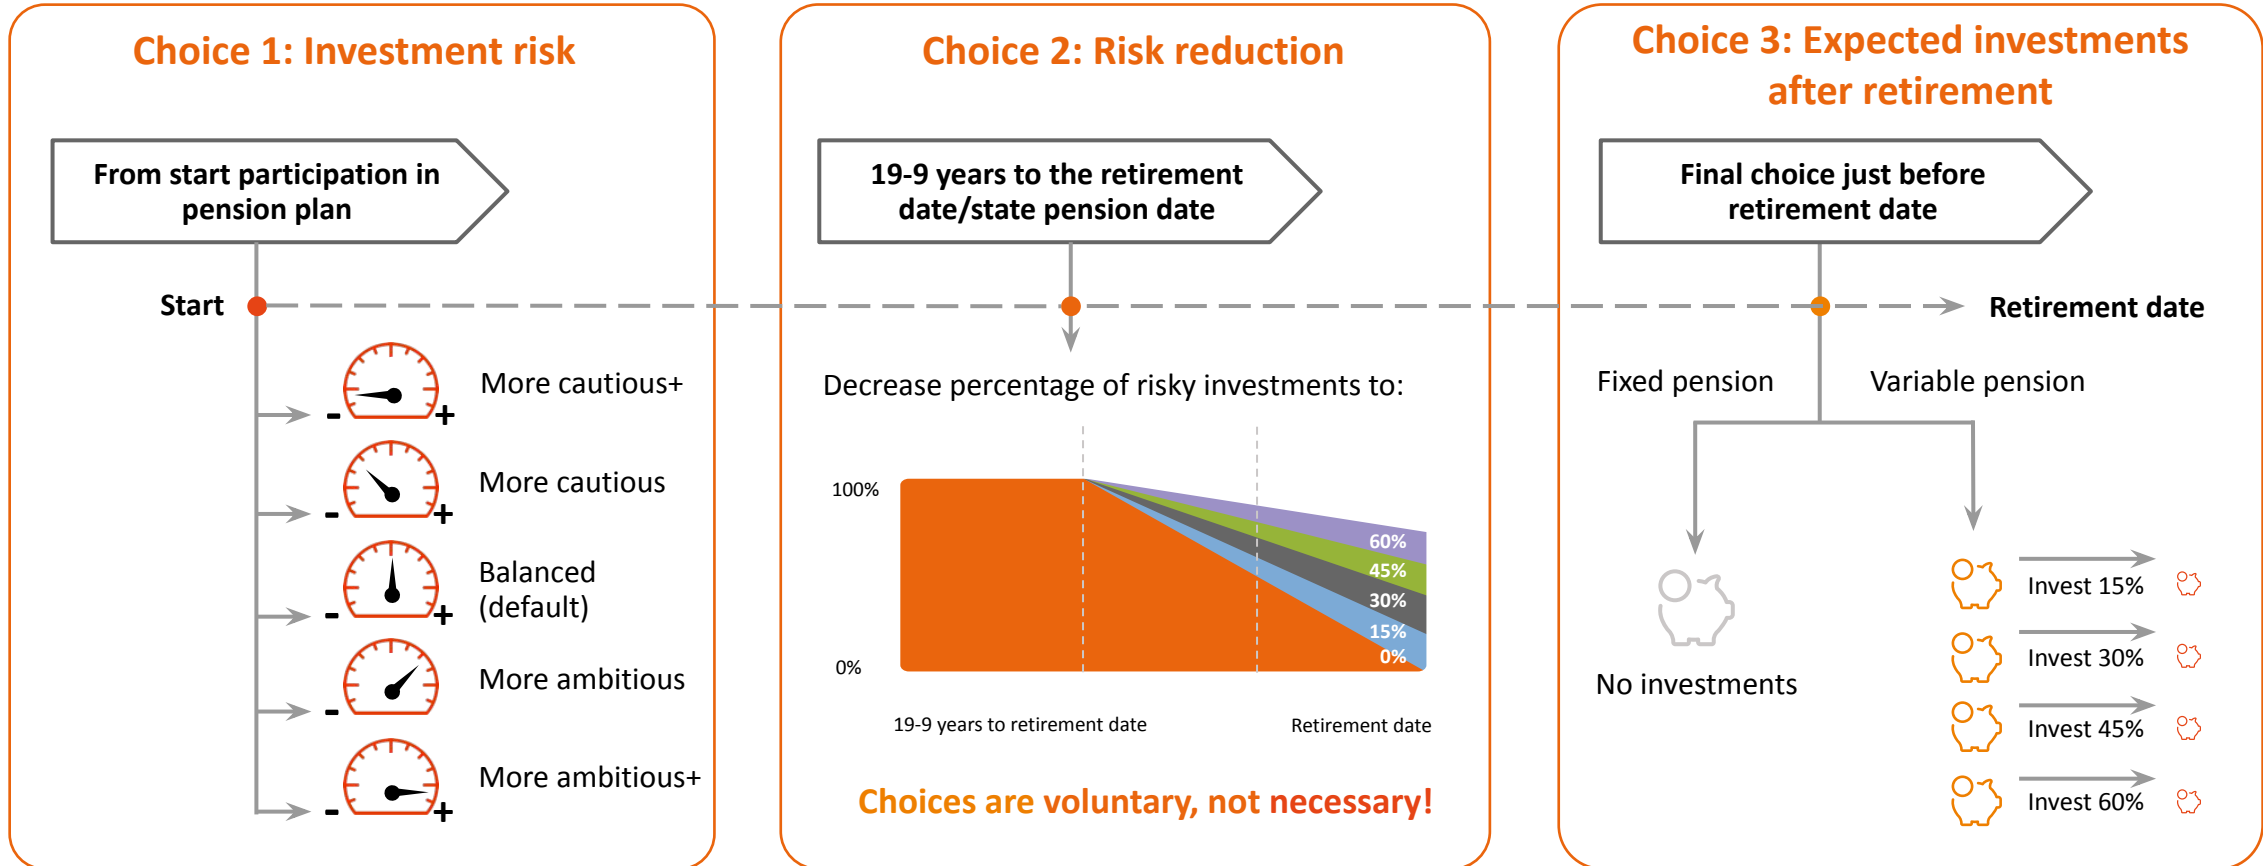 Choice 1: Investment risk
From start participation in
pension plan
Start
- +
More cautious+
- +
More cautious
- +
Balanced
(default)
- +
More ambitious
- +
More ambitious+
Choice 2: Risk reduction
19-9 years to the retirement
date/state pension date
Decrease percentage of risky investments to:
100%
0%
60%
45%
30%
15%
0%
19-9 years to retirement date
Retirement date
Choices are voluntary, not necessary!
Choice 3: Expected investments
after retirement
Final choice just before
retirement date
Retirement date
Fixed pension
Variable pension
No investments
Invest 15%
Invest 30%
Invest 45%
Invest 60%